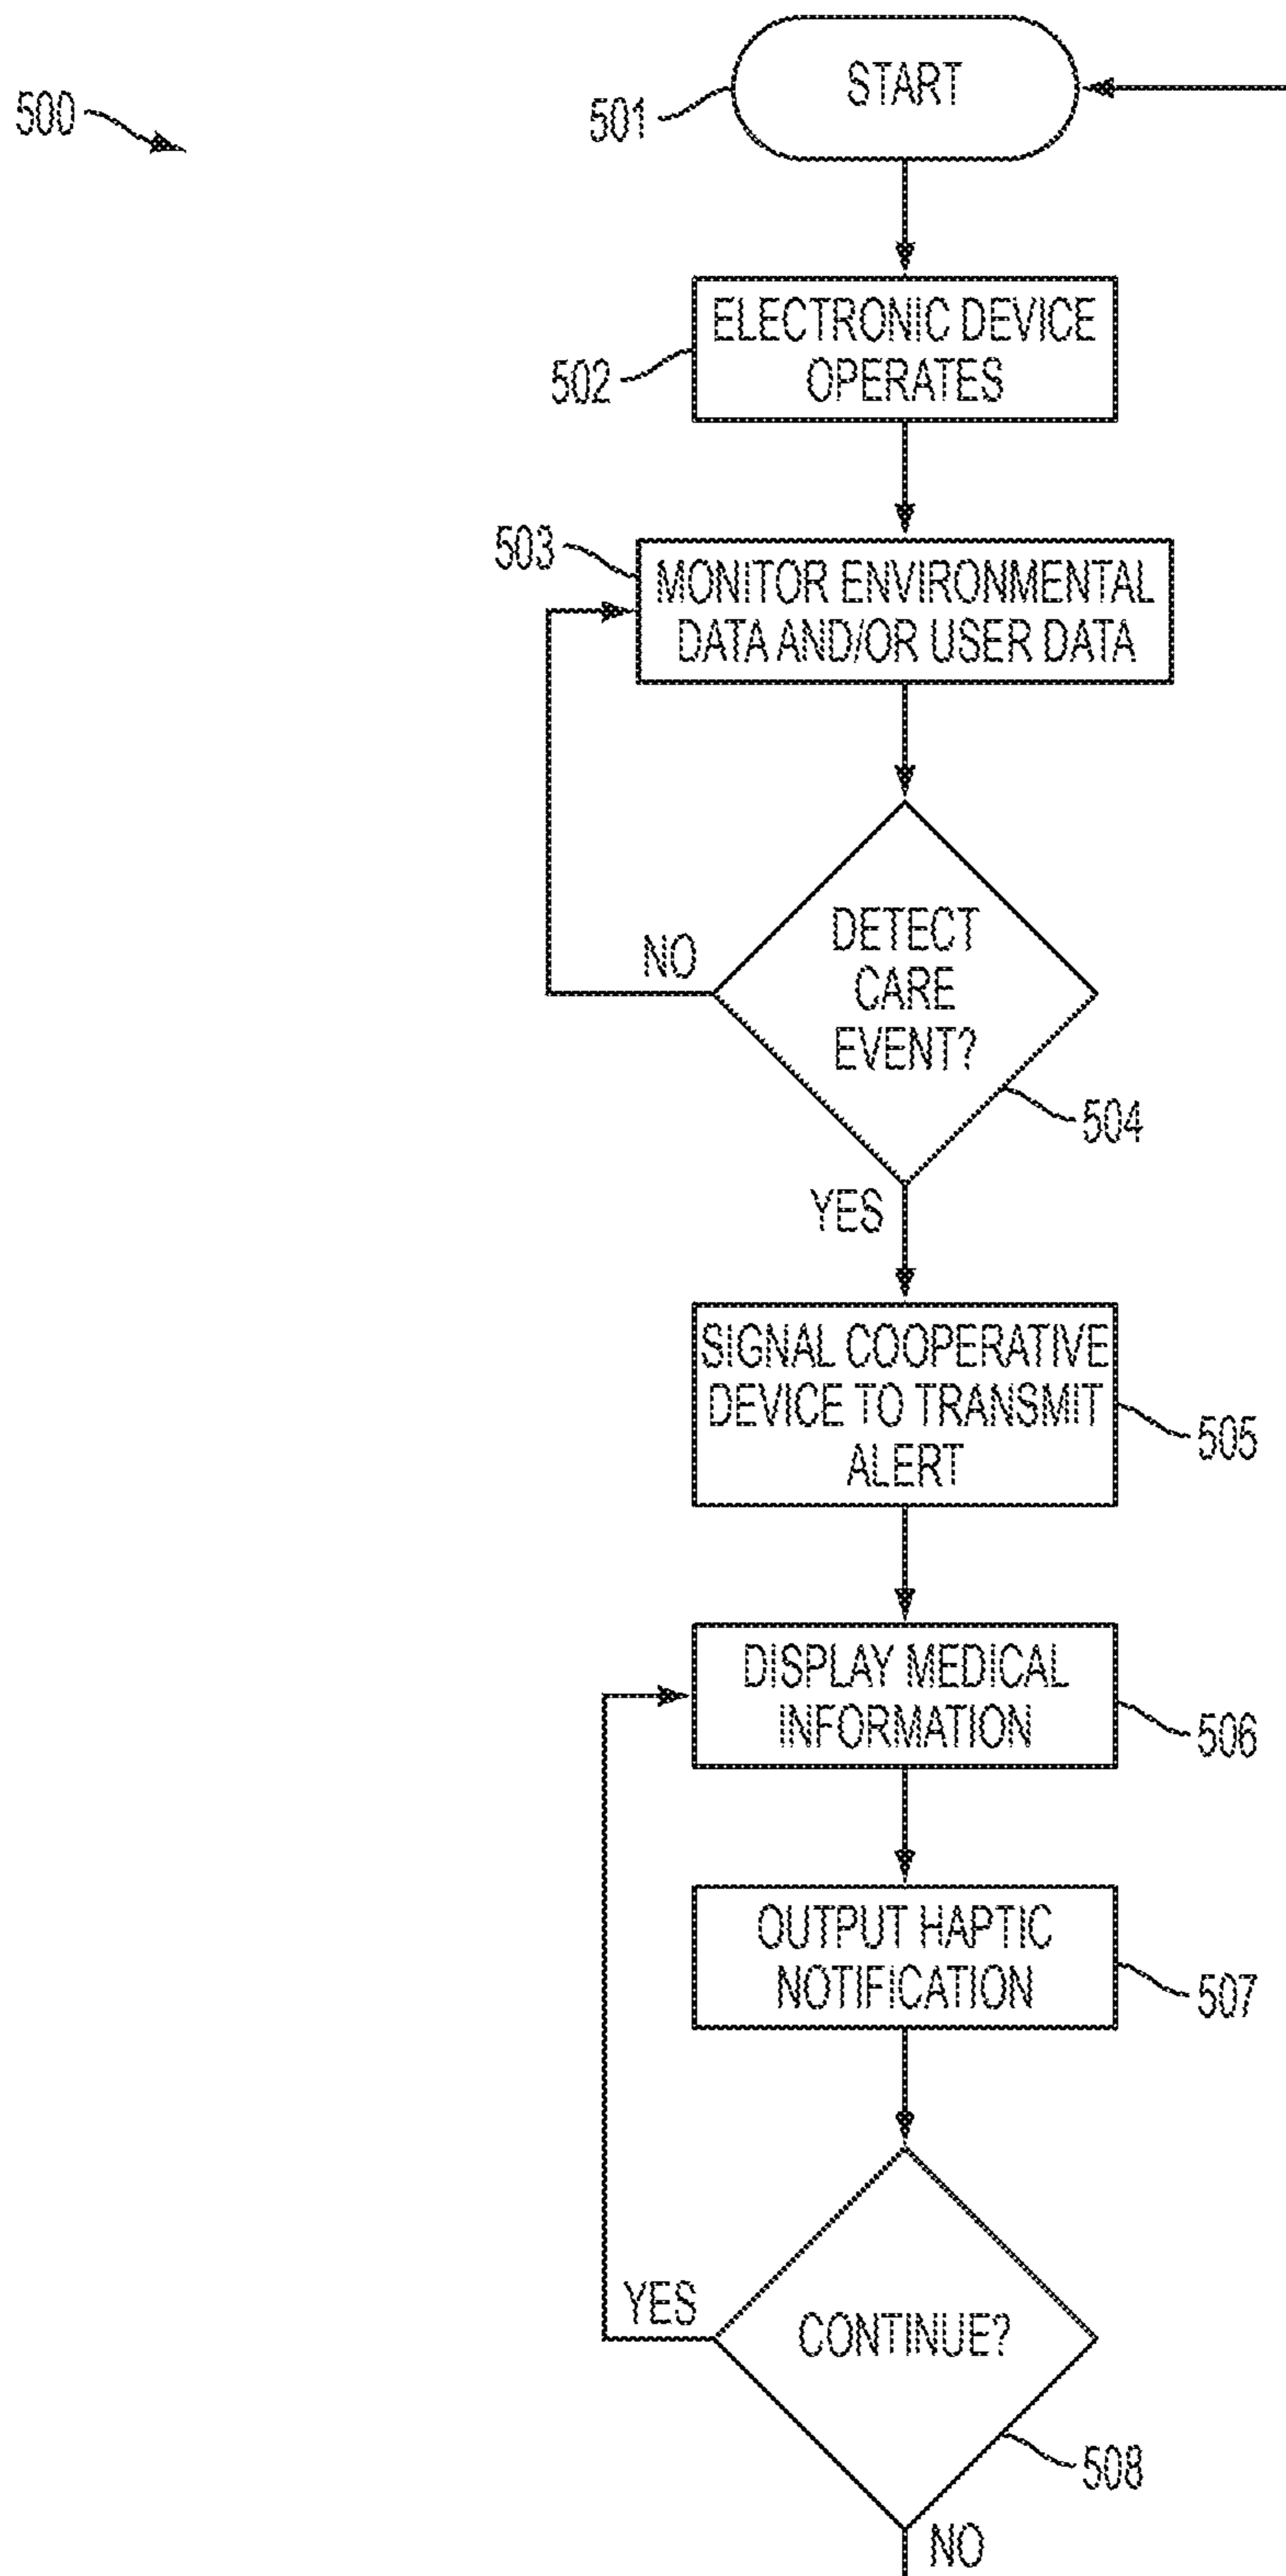 500
501
START
502
ELECTRONIC DEVICE
OPERATES
503
MONITOR ENVIRONMENTAL
DATA AND/OR USER DATA
NO
DETECT
CARE
EVENT?
504
YES
SIGNAL COOPERATIVE
DEVICE TO TRANSMIT
ALERT
505
DISPLAY MEDICAL
INFORMATION
506
OUTPUT HAPTIC
NOTIFICATION
507
YES
CONTINUE?
508
NO